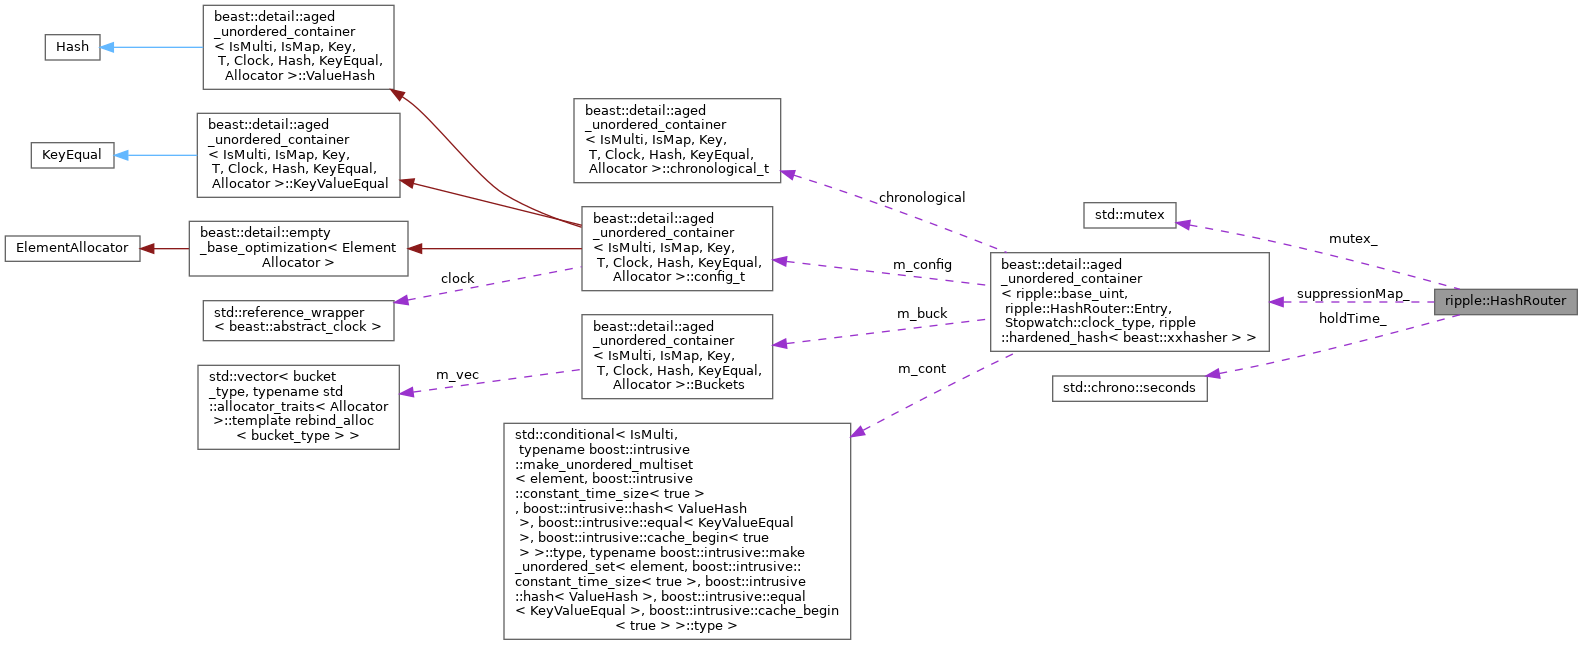 Hash
beast::detail::aged
_unordered_container
< IsMulti, IsMap, Key,
T, Clock, Hash, KeyEqual,
Allocator >::ValueHash
KeyEqual
beast::detail::aged
_unordered_container
< IsMulti, IsMap, Key,
T, Clock, Hash, KeyEqual,
Allocator >::KeyValueEqual
ElementAllocator
beast::detail::empty
_base_optimization< Element
Allocator >
clock
std::reference_wrapper
< beast::abstract_clock >
std::vector< bucket
_type, typename std
::allocator_traits< Allocator
>::template rebind_alloc
< bucket_type > >
m_vec
beast::detail::aged
_unordered_container
< IsMulti, IsMap, Key,
T, Clock, Hash, KeyEqual,
Allocator >::chronological_t
beast::detail::aged
_unordered_container
< IsMulti, IsMap, Key,
T, Clock, Hash, KeyEqual,
Allocator >::config_t
beast::detail::aged
_unordered_container
< IsMulti, IsMap, Key,
T, Clock, Hash, KeyEqual,
Allocator >::Buckets
std::conditional< IsMulti,
typename boost::intrusive
::make_unordered_multiset
< element, boost::intrusive
::constant_time_size< true >
, boost::intrusive::hash< ValueHash
>, boost::intrusive::equal< KeyValueEqual
>, boost::intrusive::cache_begin< true
> >::type, typename boost::intrusive::make
_unordered_set< element, boost::intrusive::
constant_time_size< true >, boost::intrusive
::hash< ValueHash >, boost::intrusive::equal
< KeyValueEqual >, boost::intrusive::cache_begin
< true > >::type >
chronological
m_config
m_buck
m_cont
beast::detail::aged
_unordered_container
< ripple::base_uint,
ripple::HashRouter::Entry,
Stopwatch::clock_type, ripple
::hardened_hash< beast::xxhasher > >
std::mutex
std::chrono::seconds
mutex_
suppressionMap_
holdTime_
ripple::HashRouter